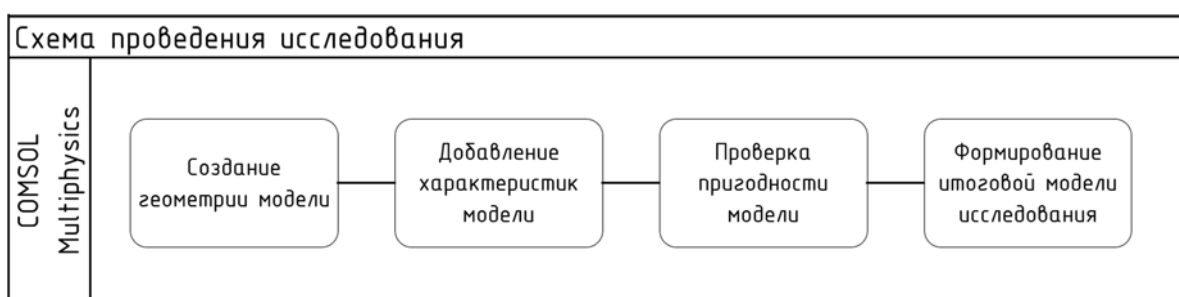 Схема проведения исследования
COMSOL
Multiphysics
Создание
геометрии модели
Добавление
характеристик
модели
Проверка
пригодности
модели
Формирование
итоговой модели
исследования